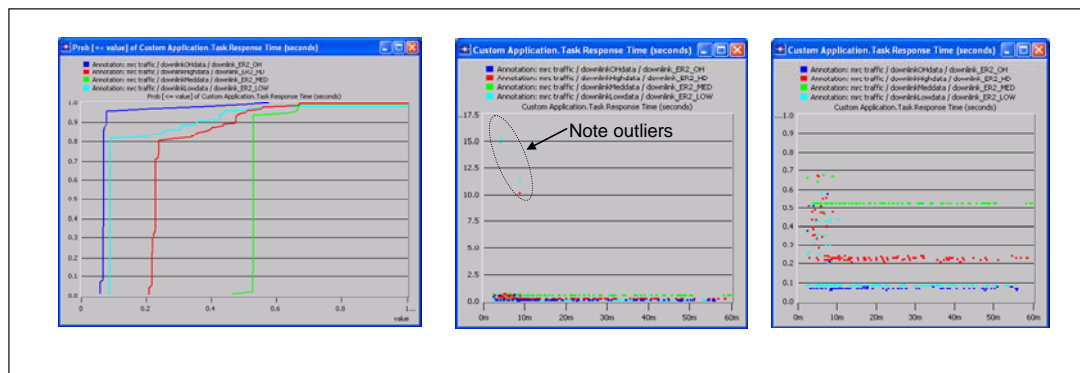 Prob [<= value] of Custom Application.Task Response Time (seconds)
Annotation: mrc traffic / downlinkOHdata / downlink_ER2_OH
Annotation: mrc traffic / downlinkHighdata / downlink_ER2_HD
Annotation: mrc traffic / downlinkMeddata / downlink_ER2_MED
Annotation: mrc traffic / downlinkLowdata / downlink_ER2_LOW
Prob [<= value] of Custom Application.Task Response Time (seconds)
1.0
0.9
0.8
0.7
0.6
0.5
0.4
0.3
0.2
0.1
0.0
0.0
0.2
0.4
0.6
0.8
1...
value
Custom Application.Task Response Time (seconds)
Annotation: mrc traffic / downlinkOHdata / downlink_ER2_OH
Annotation: mrc traffic / downlinkHighdata / downlink_ER2_HD
Annotation: mrc traffic / downlinkMeddata / downlink_ER2_MED
Annotation: mrc traffic / downlinkLowdata / downlink_ER2_LOW
Custom Application.Task Response Time (seconds)
...17.5
15.0
12.5
10.0
7.5
5.0
2.5
0.0
Note outliers
0m
10m
20m
30m
40m
50m
60m
Custom Application.Task Response Time (seconds)
Annotation: mrc traffic / downlinkOHdata / downlink_ER2_OH
Annotation: mrc traffic / downlinkHighdata / downlink_ER2_HD
Annotation: mrc traffic / downlinkMeddata / downlink_ER2_MED
Annotation: mrc traffic / downlinkLowdata / downlink_ER2_LOW
Custom Application.Task Response Time (seconds)
...1.0
0.9
0.8
0.7
0.6
0.5
0.4
0.3
0.2
0.1
0.0
0m
10m
20m
30m
40m
50m
60m